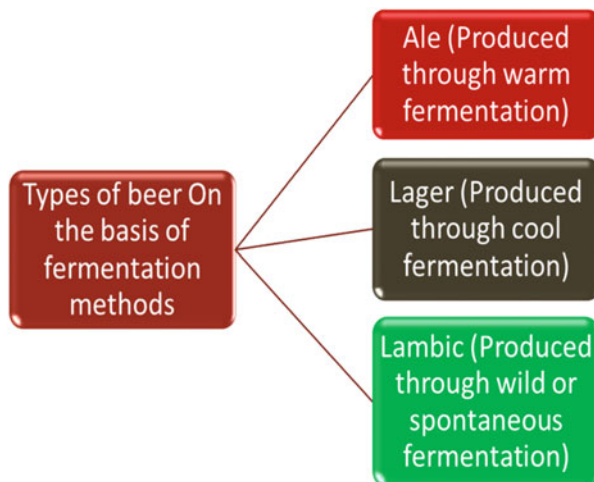 Types of beer On
the basis of
fermentation
methods
Ale (Produced
through warm
fermentation)
Lager (Produced
through cool
fermentation)
Lambic (Produced
through wild or
spontaneous
fermentation)